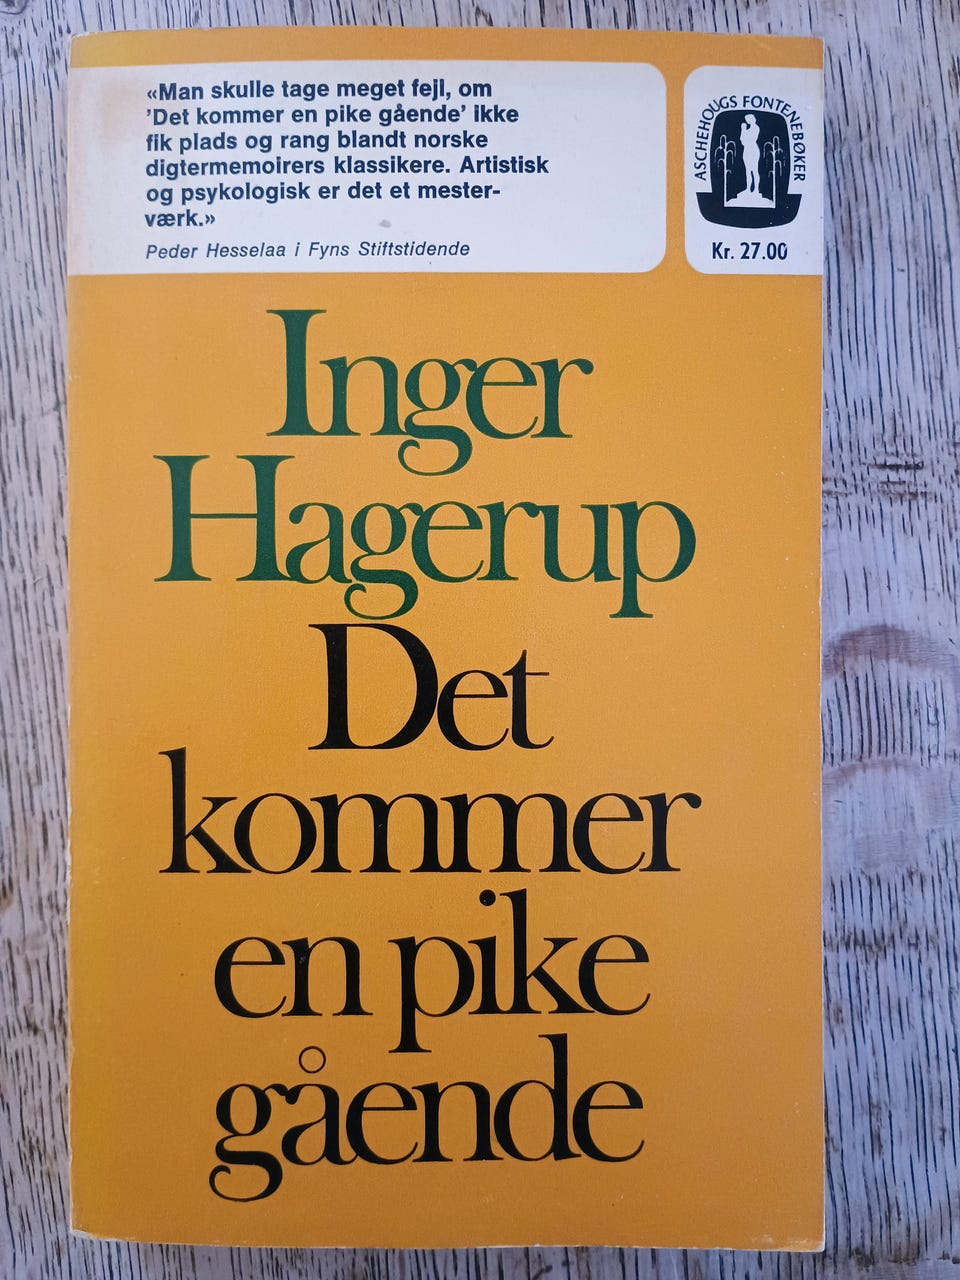 «Man skulle tage meget fejl, om
'Det kommer en pike gående' ikke
fik plads og rang blandt norske
digtermemoirers klassikere. Artistisk
og psykologisk er det et mester-
værk.»
Peder Hesselaa i Fyns Stiftstidende
ASCHEHOUGS FONTENEBØKER
Kr. 27.00
Inger
Hagerup
Det
kommer
en pike
gående